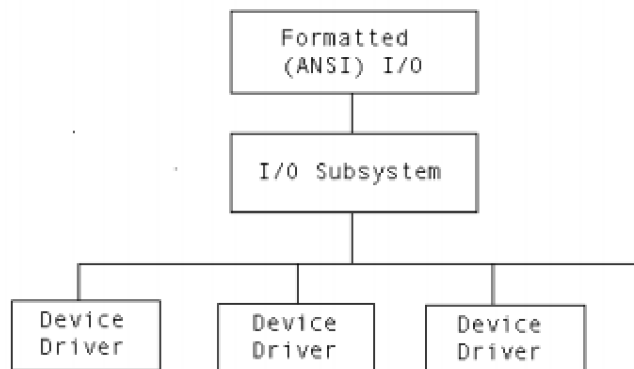 Formatted
(ANSI) I/O
I/O Subsystem
Device
Driver
Device
Driver
Device
Driver